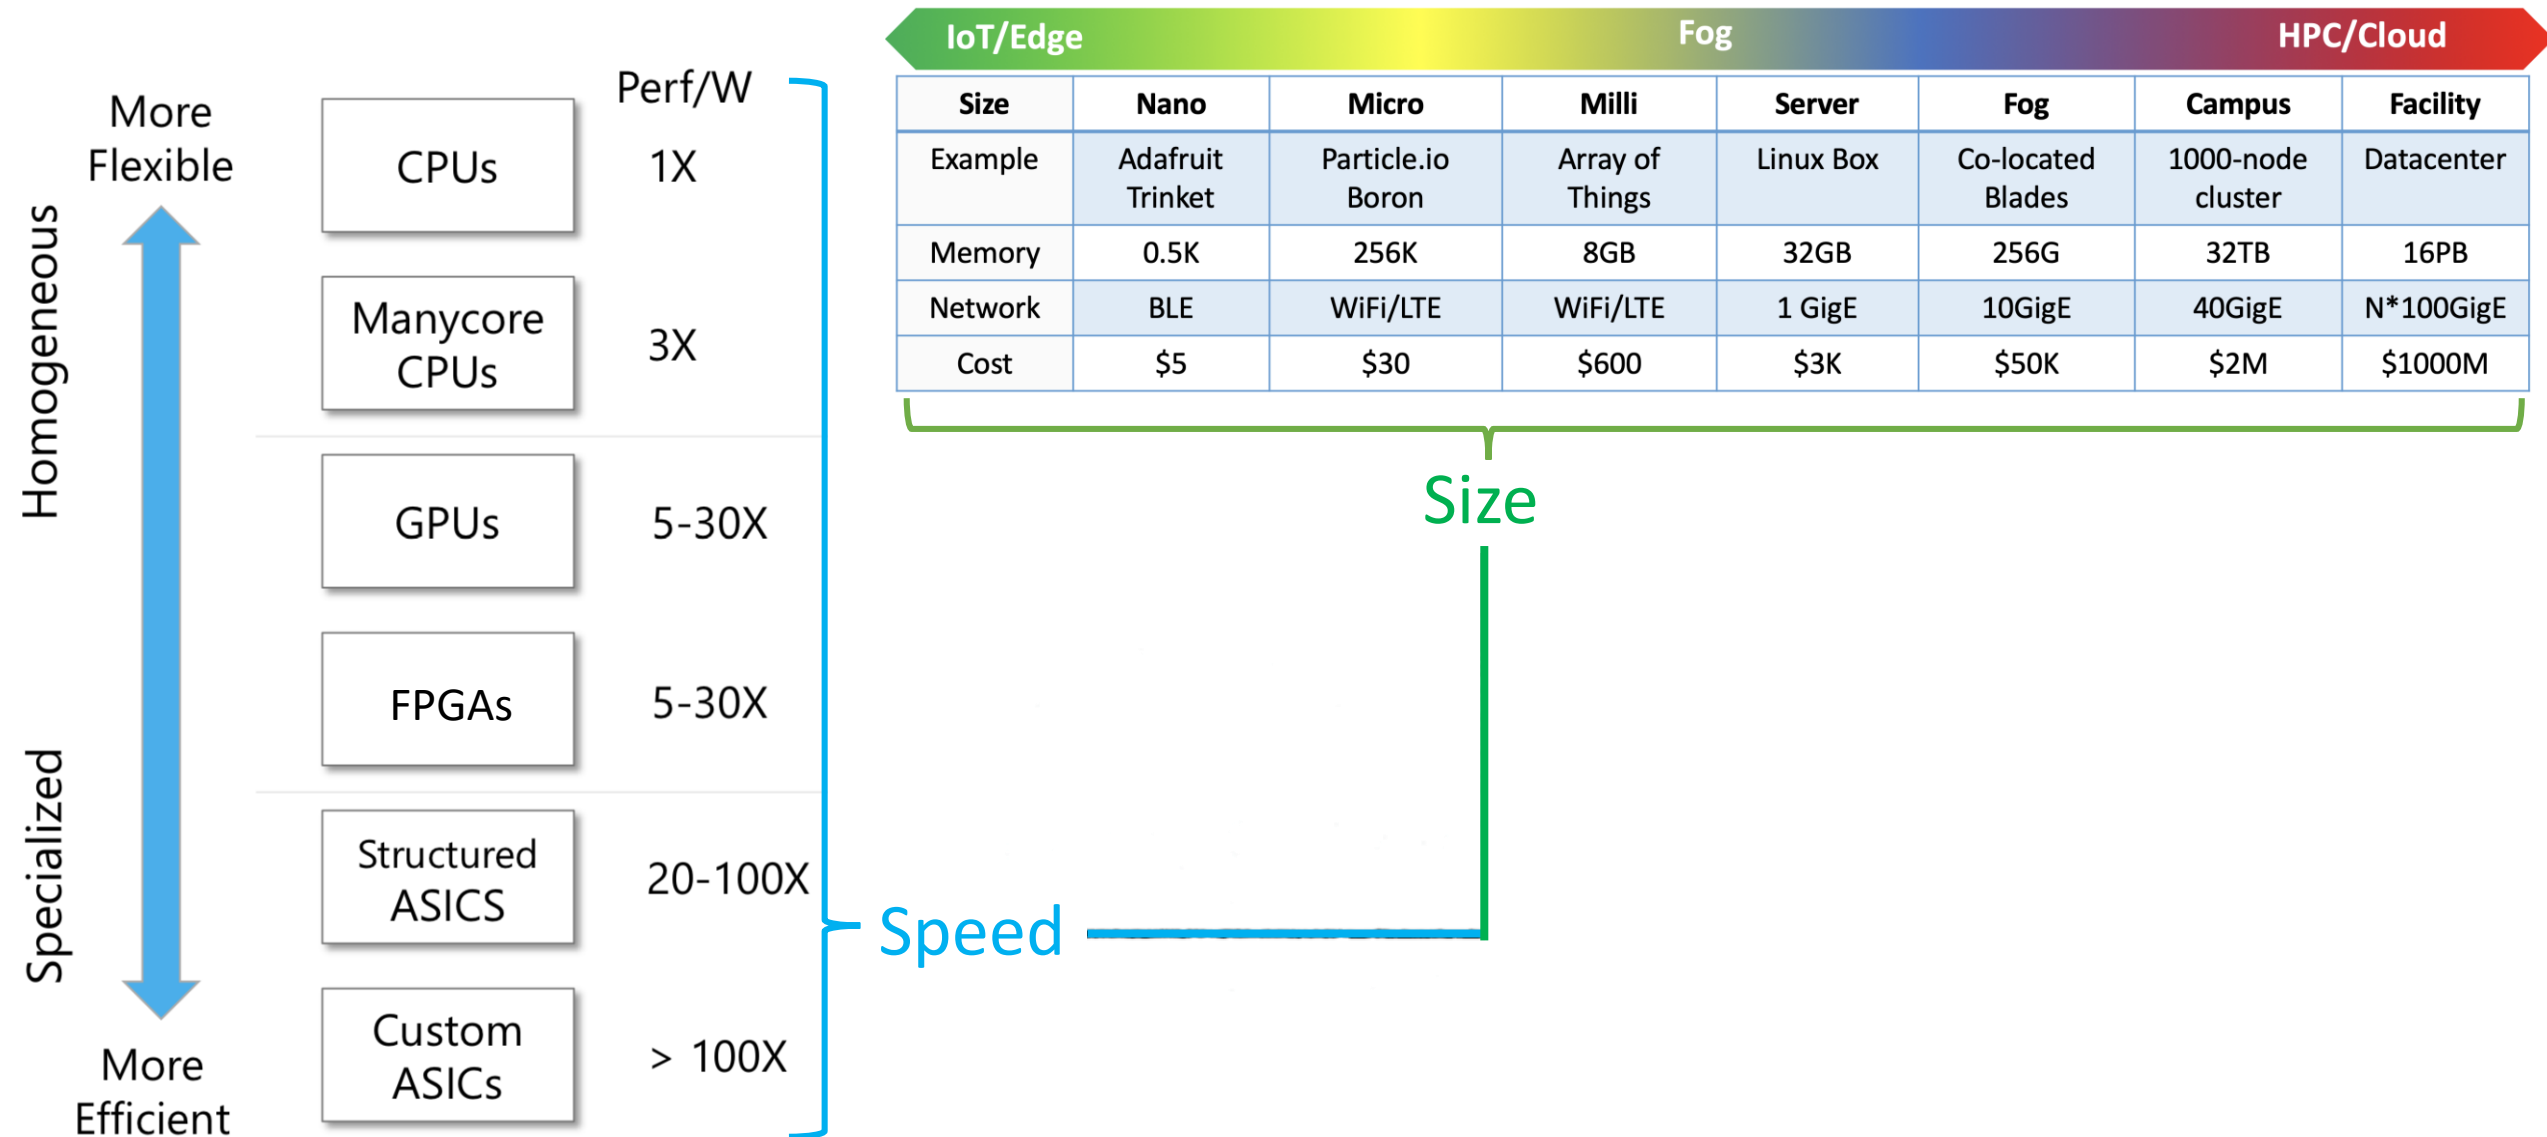 More
Flexible
Homogeneous
Specialized
More
Efficient
Perf/W
CPUs
1X
Manycore
CPUs
3X
GPUs
5-30X
FPGAs
5-30X
Structured
ASICS
20-100X
Custom
ASICs
> 100X
Speed
IoT/Edge Fog HPC/Cloud
Size Nano Micro Milli Server Fog Campus Facility
Example Adafruit Particle.io Array of Linux Box Co-located 1000-node Datacenter
Trinket Boron Things Blades cluster
Memory 0.5K 256K 8GB 32GB 256G 32TB 16PB
Network BLE WiFi/LTE WiFi/LTE 1 GigE 10GigE 40GigE N*100GigE
Cost $5 $30 $600 $3K $50K $2M $1000M
Size